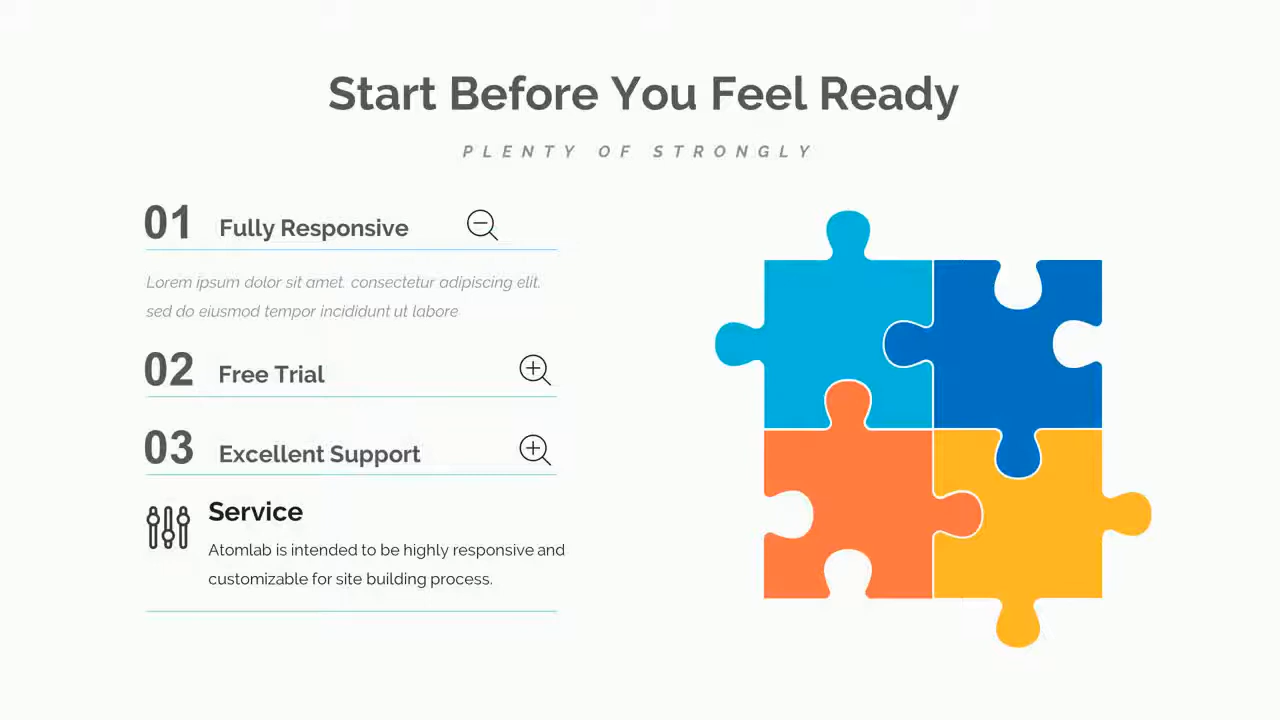 Start Before You Feel Ready
PLENTY OF STRONGLY
01 Fully Responsive
Lorem ipsum dolor sit amet. consectetur adipiscing elit.
sed do eiusmod tempor incididunt ut labore
02 Free Trial
03 Excellent Support
Service
Atomlab is intended to be highly responsive and
customizable for site building process.